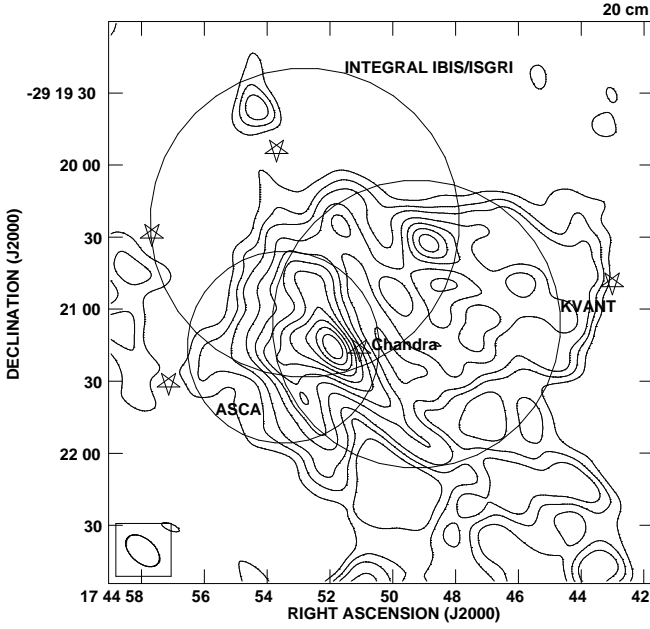 20 cm
INTEGRAL IBIS/ISGRI
-29 19 30
20 00
30
21 00
KVANT
Chandra
30
ASCA
22 00
30
17 44 58 56 54 52 50 48 46 44 42
RIGHT ASCENSION (J2000)
DECLINATION (J2000)